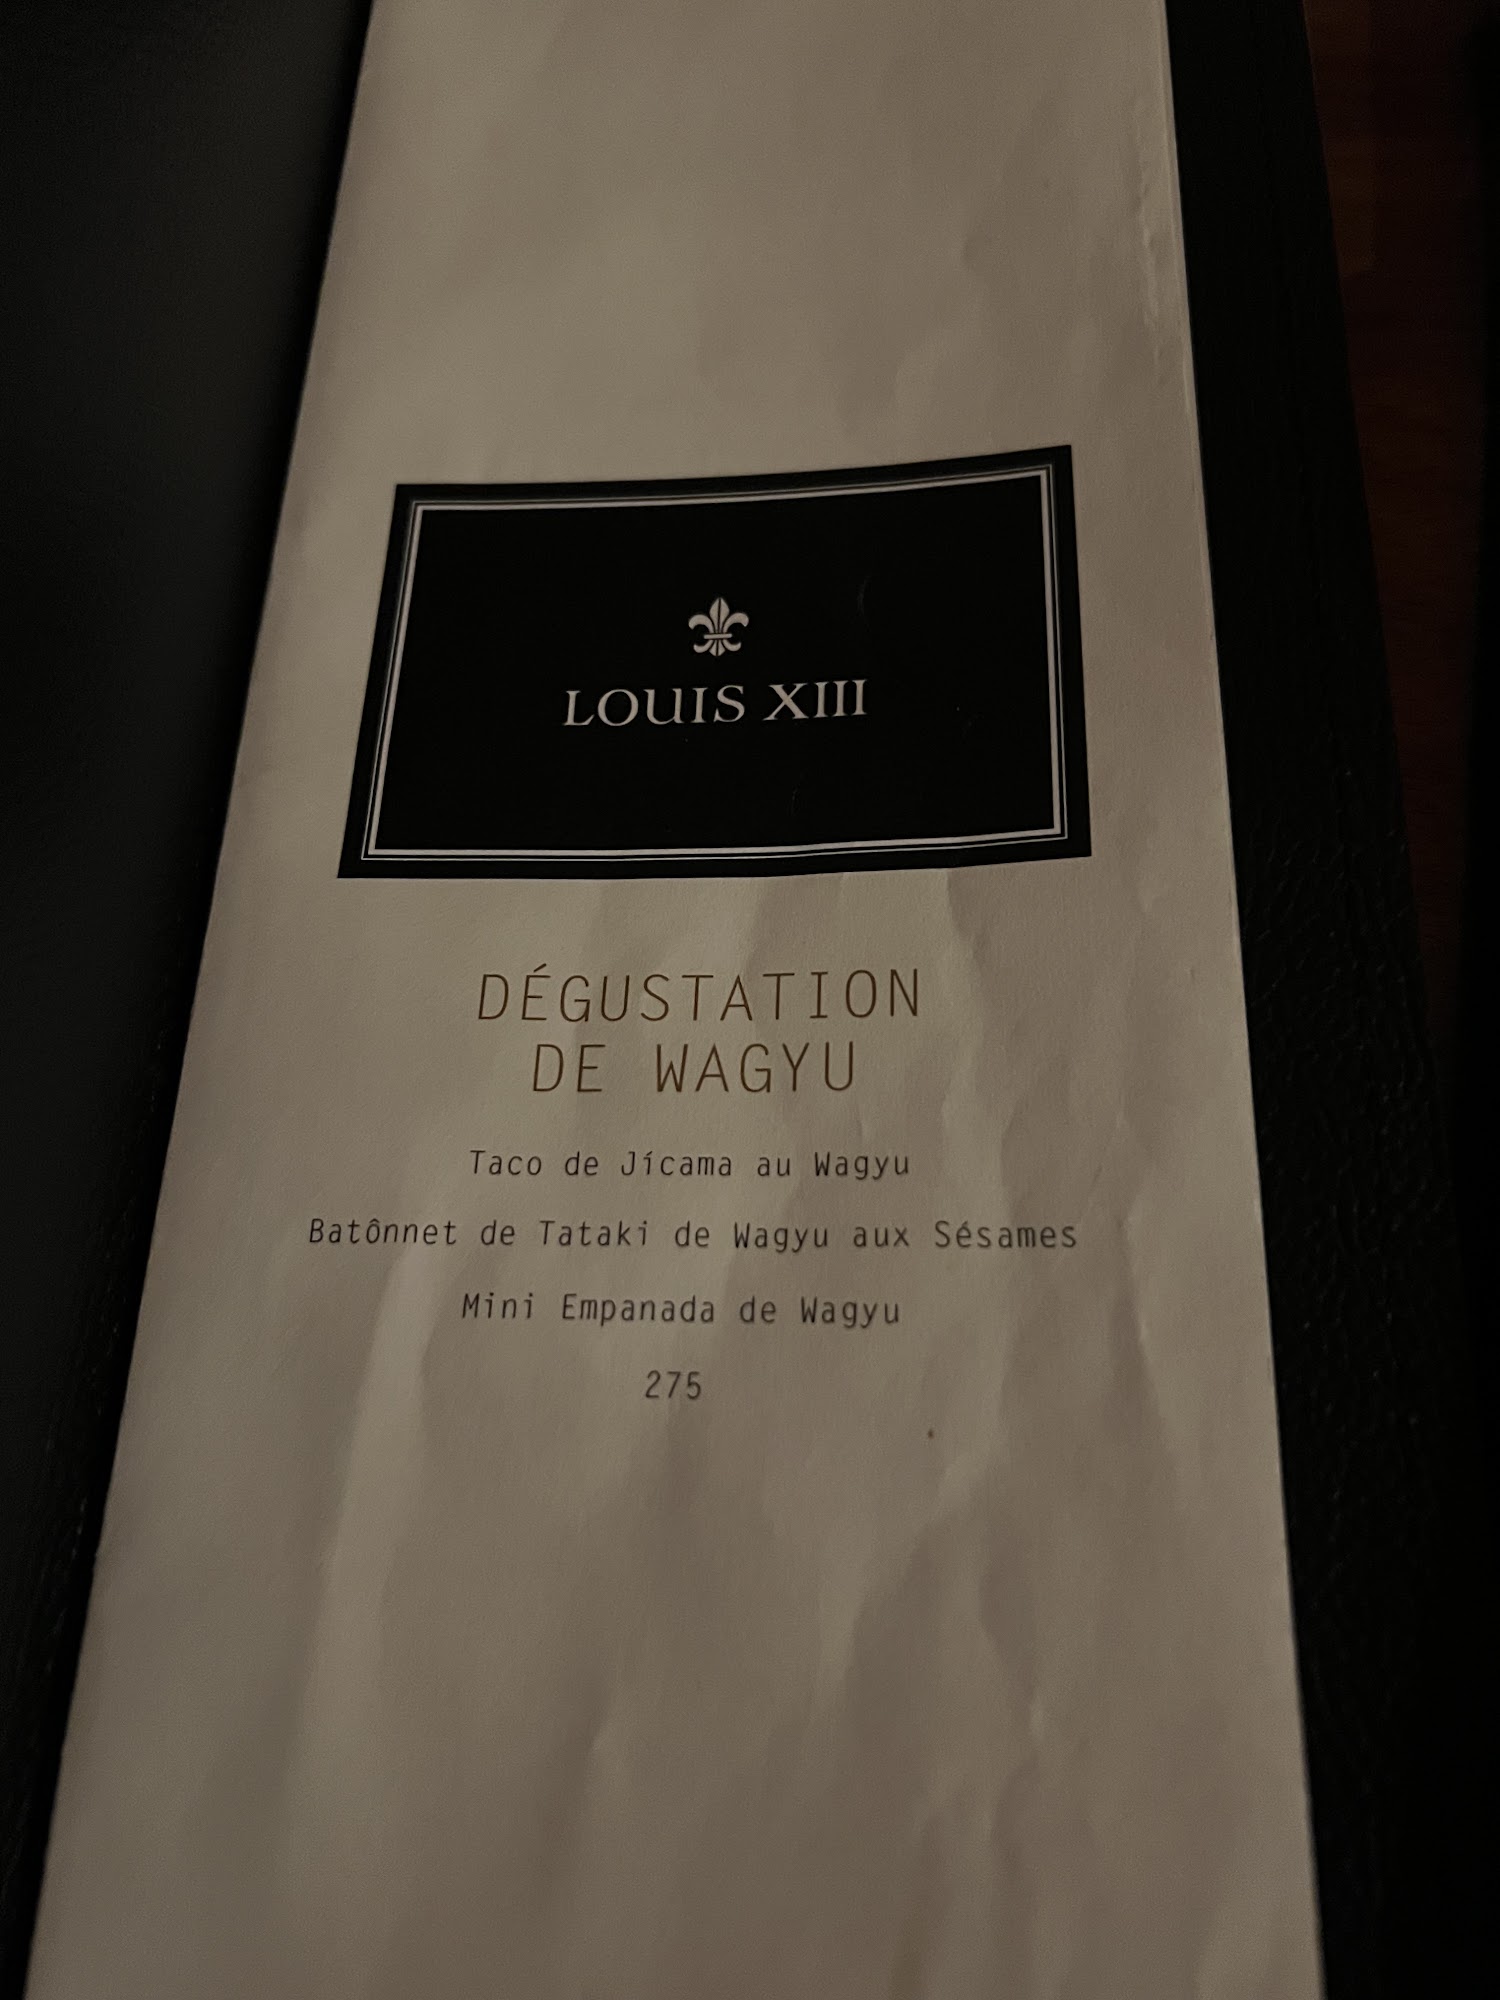 LOUIS XIII
DÉGUSTATION
DE WAGYU
Taco de Jícama au Wagyu
Batônnet de Tataki de Wagyu aux Sésames
Mini Empanada de Wagyu
275